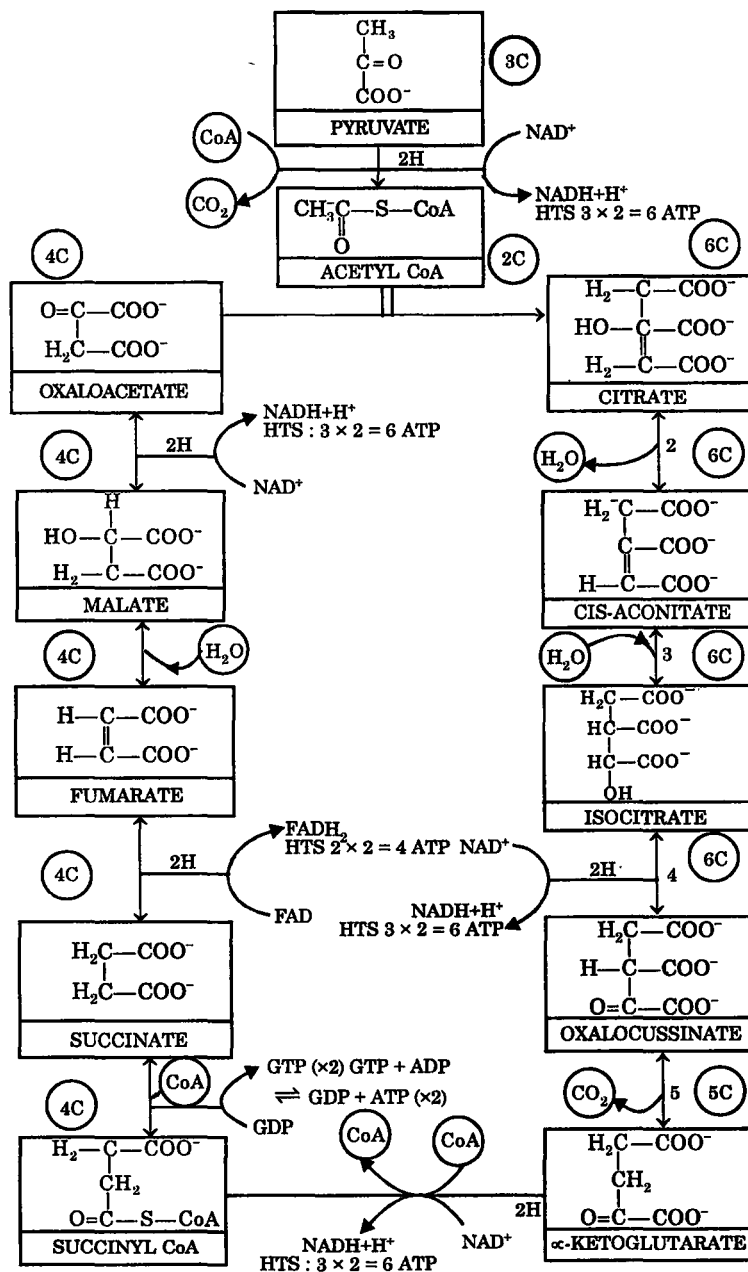 CH₃
C=O
COO⁻
PYRUVATE
3C
CoA
2H
NAD⁺
CO₂
NADH+H⁺
HTS 3 × 2 = 6 ATP
CH₃⁻C—S—CoA
O
ACETYL CoA
2C
4C
O=C—COO⁻
H₂C—COO⁻
OXALOACETATE
6C
H₂—C—COO⁻
HO—C—COO⁻
H₂—C—COO⁻
CITRATE
4C
2H
NADH+H⁺
HTS : 3 × 2 = 6 ATP
NAD⁺
H₂O
2
6C
H
HO—C—COO⁻
H₂—C—COO⁻
MALATE
H₂⁻C—COO⁻
C—COO⁻
H—C—COO⁻
CIS-ACONITATE
4C
H₂O
H₂O
3
6C
H—C—COO⁻
H—C—COO⁻
FUMARATE
H₂C—COO⁻
HC—COO⁻
HC—COO⁻
OH
ISOCITRATE
4C
2H
FADH₂
HTS 2 × 2 = 4 ATP
FAD
NAD⁺
2H
4
6C
NADH+H⁺
HTS 3 × 2 = 6 ATP
H₂C—COO⁻
H₂C—COO⁻
SUCCINATE
H₂C—COO⁻
H—C—COO⁻
O=C—COO⁻
OXALOCUSSINATE
4C
CoA
GTP (×2) GTP + ADP
⇌ GDP + ATP (×2)
GDP
CO₂
5
5C
H₂—C—COO⁻
CH₂
O=C—S—CoA
SUCCINYL CoA
CoA
CoA
NADH+H⁺
HTS : 3 × 2 = 6 ATP
NAD⁺
2H
H₂C—COO⁻
CH₂
O=C—COO⁻
∝-KETOGLUTARATE